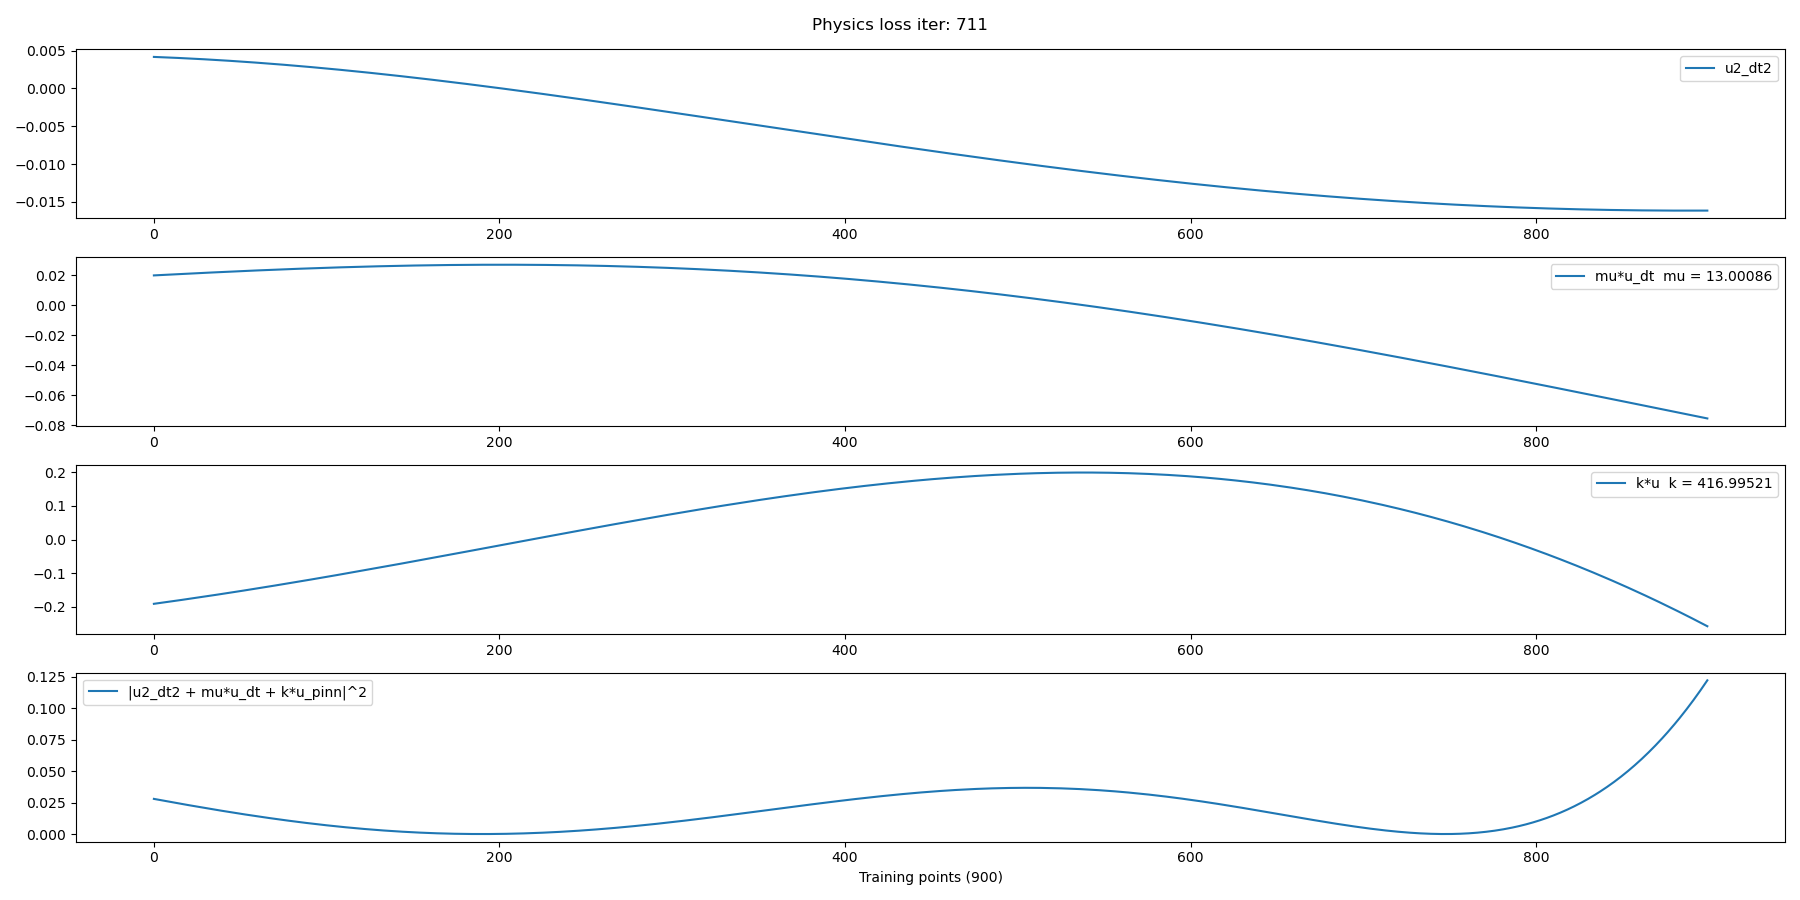 Physics loss iter: 711
0.005
0.000
−0.005
−0.010
−0.015
u2_dt2
0 200 400 600 800
0.02
0.00
−0.02
−0.04
−0.06
−0.08
mu*u_dt  mu = 13.00086
0 200 400 600 800
0.2
0.1
0.0
−0.1
−0.2
k*u  k = 416.99521
0 200 400 600 800
0.125
0.100
0.075
0.050
0.025
0.000
|u2_dt2 + mu*u_dt + k*u_pinn|^2
0 200 400 600 800
Training points (900)